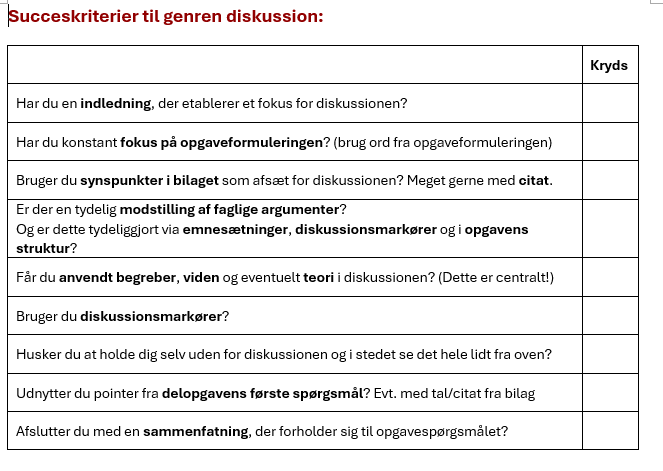 Succeskriterier til genren diskussion:
Kryds
Har du en indledning, der etablerer et fokus for diskussionen?
Har du konstant fokus på opgaveformuleringen? (brug ord fra opgaveformuleringen)
Bruger du synspunkter i bilaget som afsæt for diskussionen? Meget gerne med citat.
Er der en tydelig modstilling af faglige argumenter?
Og er dette tydeliggjort via emnesætninger, diskussionsmarkører og i opgavens
struktur?
Får du anvendt begreber, viden og eventuelt teori i diskussionen? (Dette er centralt!)
Bruger du diskussionsmarkører?
Husker du at holde dig selv uden for diskussionen og i stedet se det hele lidt fra oven?
Udnytter du pointer fra delopgavens første spørgsmål? Evt. med tal/citat fra bilag
Afslutter du med en sammenfatning, der forholder sig til opgavespørgsmålet?